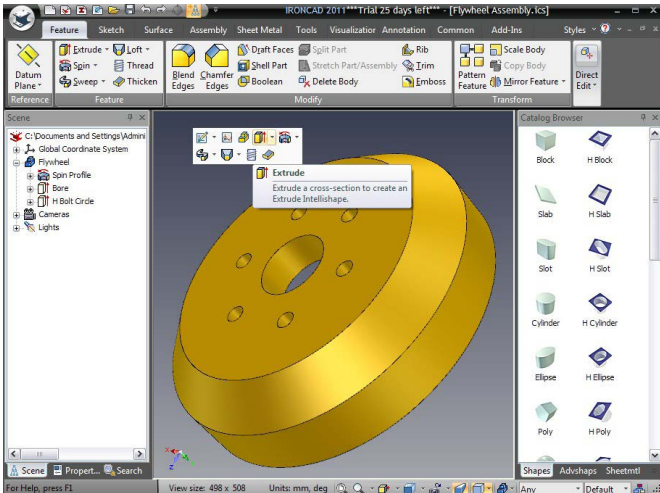 IRONCAD 2011***Trial 25 days left*** - [Flywheel Assembly.ics]
Feature Sketch Surface Assembly Sheet Metal Tools Visualization Annotation Common Add-Ins Styles
Datum Plane
Extrude
Loft
Spin
Thread
Sweep
Thicken
Blend Edges
Chamfer Edges
Draft Faces
Split Part
Rib
Shell Part
Stretch Part/Assembly
Trim
Boolean
Delete Body
Emboss
Pattern Feature
Scale Body
Copy Body
Mirror Feature
Direct Edit
Reference Feature Modify Transform
Scene
C:\Documents and Settings\Admini
Global Coordinate System
Flywheel
Spin Profile
Bore
H Bolt Circle
Cameras
Lights
Extrude
Extrude a cross-section to create an
Extrude Intellishape.
Catalog Browser
Block H Block
Slab H Slab
Slot H Slot
Cylinder H Cylinder
Ellipse H Ellipse
Poly H Poly
Scene Propert... Search
Shapes Advshaps Sheetmtl
For Help, press F1 View size: 498 x 508 Units: mm, deg Any Default